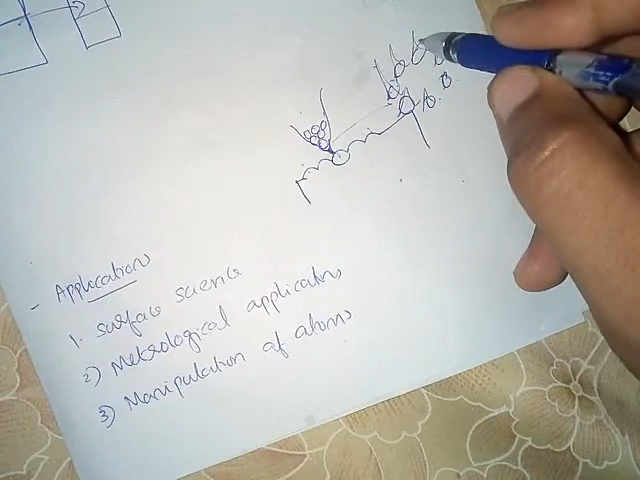 - Application
1. Surface science
2) Metrological applications
3) Manipulation of atoms